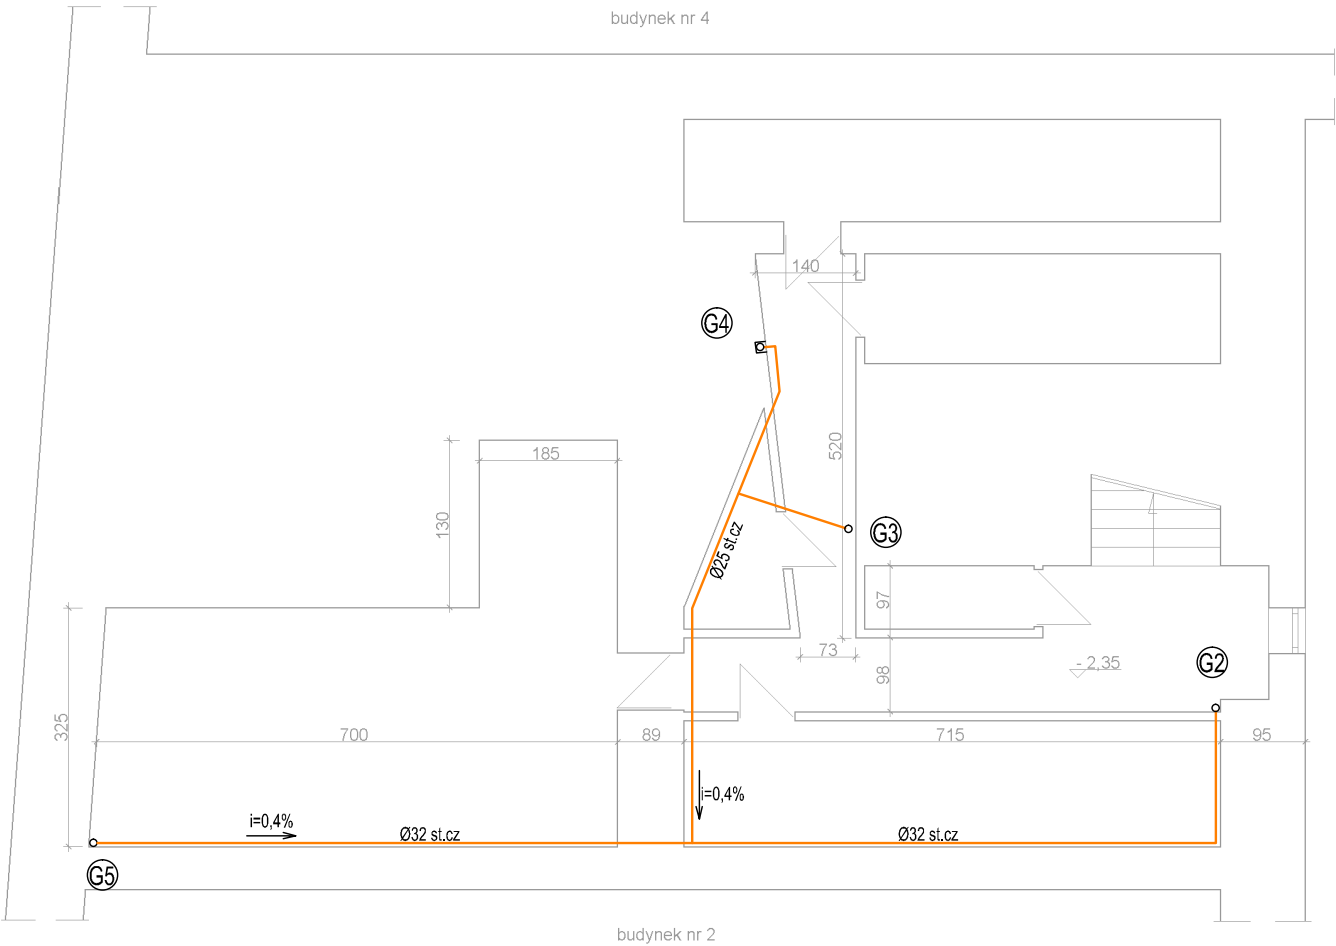 budynek nr 4
140
G4
520
185
130
G3
Ø25 st.cz
97
73
98
- 2,35
G2
325
700
89
715
95
i=0,4%
i=0,4%
Ø32 st.cz
Ø32 st.cz
G5
budynek nr 2